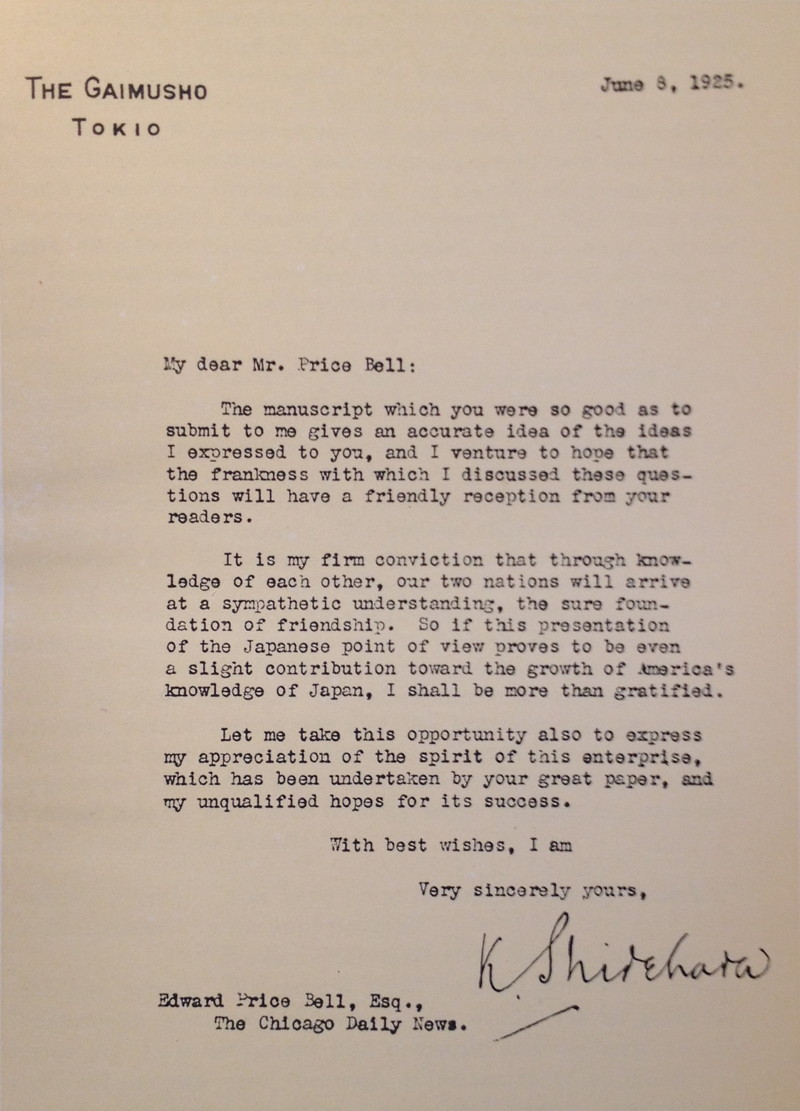 THE GAIMUSHO
TOKIO
June 8, 1925.
My dear Mr. Price Bell:
The manuscript which you were so good as to
submit to me gives an accurate idea of the ideas
I expressed to you, and I venture to hope that
the frankness with which I discussed these ques-
tions will have a friendly reception from your
readers.
It is my firm conviction that through know-
ledge of each other, our two nations will arrive
at a sympathetic understanding, the sure foun-
dation of friendship. So if this presentation
of the Japanese point of view proves to be even
a slight contribution toward the growth of America's
knowledge of Japan, I shall be more than gratified.
Let me take this opportunity also to express
my appreciation of the spirit of this enterprise,
which has been undertaken by your great paper, and
my unqualified hopes for its success.
With best wishes, I am
Very sincerely yours,
K Shidehara
Edward Price Bell, Esq.,
The Chicago Daily News.